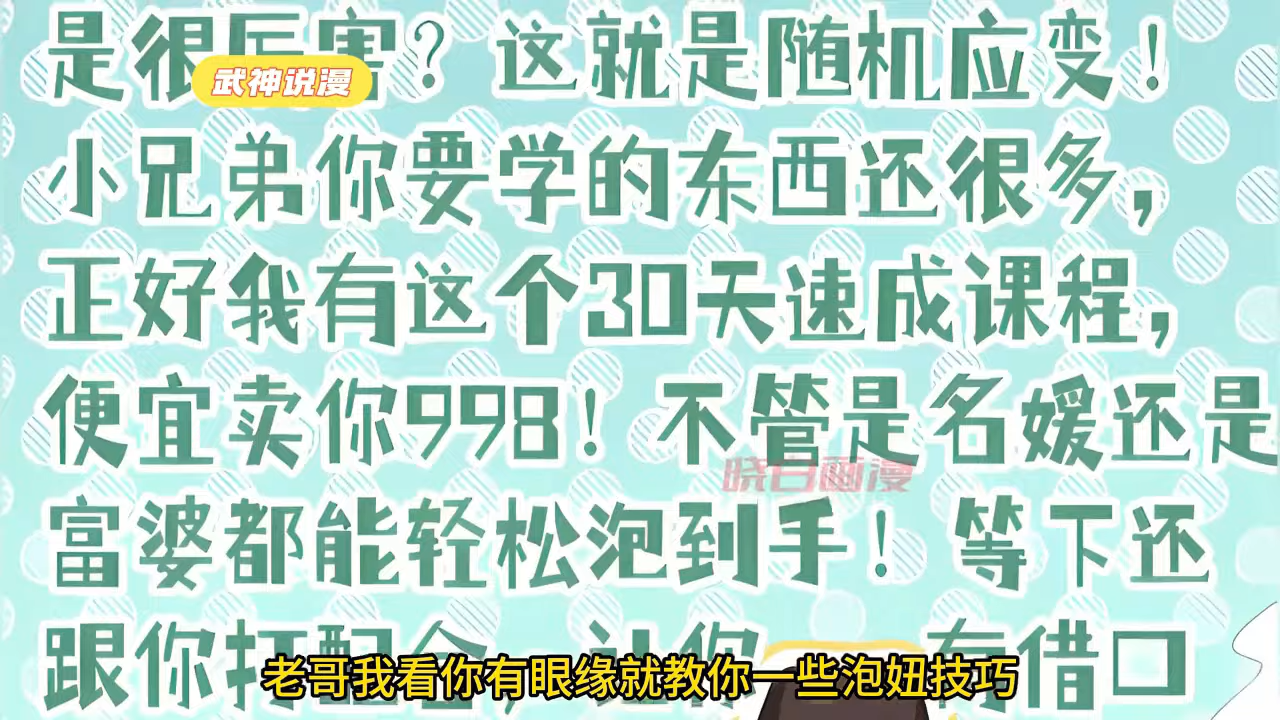 是很厉害？这就是随机应变！
武神说漫
小兄弟你要学的东西还很多，
正好我有这个30天速成课程，
便宜卖你998！不管是名媛还是
晓白画漫
富婆都能轻松泡到手！等下还
跟你打配合，让你有借口
老哥我看你有眼缘就教你一些泡妞技巧